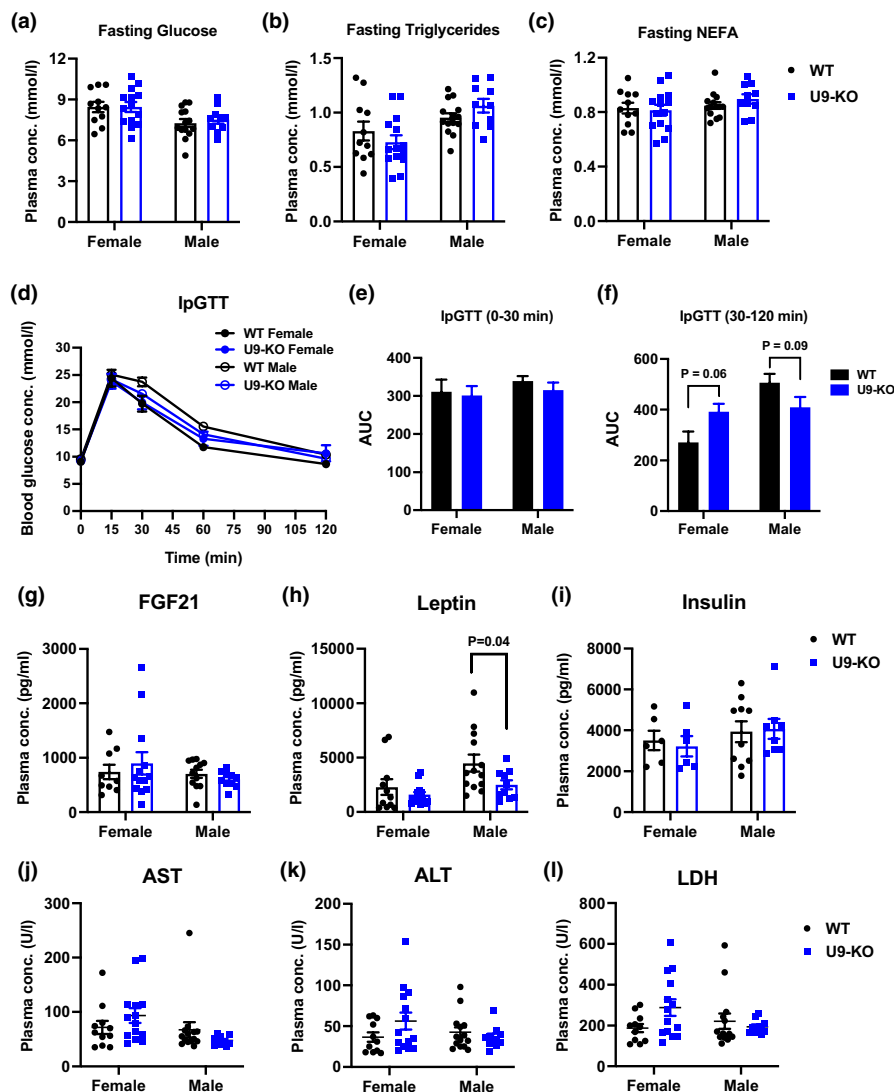 (a)
Fasting Glucose
Plasma conc. (mmol/l)
12
9
6
3
0
Female
Male
(b)
Fasting Triglycerides
Plasma conc. (mmol/l)
1.5
1.0
0.5
0.0
Female
Male
(c)
Fasting NEFA
Plasma conc. (mmol/l)
1.2
0.8
0.4
0.0
Female
Male
WT
U9-KO
(d)
IpGTT
Blood glucose conc. (mmol/l)
30
25
20
15
10
5
0
0 15 30 45 60 75 90 105 120
Time (min)
WT Female
U9-KO Female
WT Male
U9-KO Male
(e)
IpGTT (0-30 min)
AUC
400
300
200
100
0
Female
Male
(f)
IpGTT (30-120 min)
AUC
600
400
200
0
P = 0.06
P = 0.09
Female
Male
WT
U9-KO
(g)
FGF21
Plasma conc. (pg/ml)
3000
2000
1000
0
Female
Male
(h)
Leptin
Plasma conc. (pg/ml)
15000
10000
5000
0
P=0.04
Female
Male
(i)
Insulin
Plasma conc. (pg/ml)
8000
6000
4000
2000
0
Female
Male
WT
U9-KO
(j)
AST
Plasma conc. (U/l)
300
200
100
0
Female
Male
(k)
ALT
Plasma conc. (U/l)
200
150
100
50
0
Female
Male
(l)
LDH
Plasma conc. (U/l)
800
600
400
200
0
Female
Male
WT
U9-KO